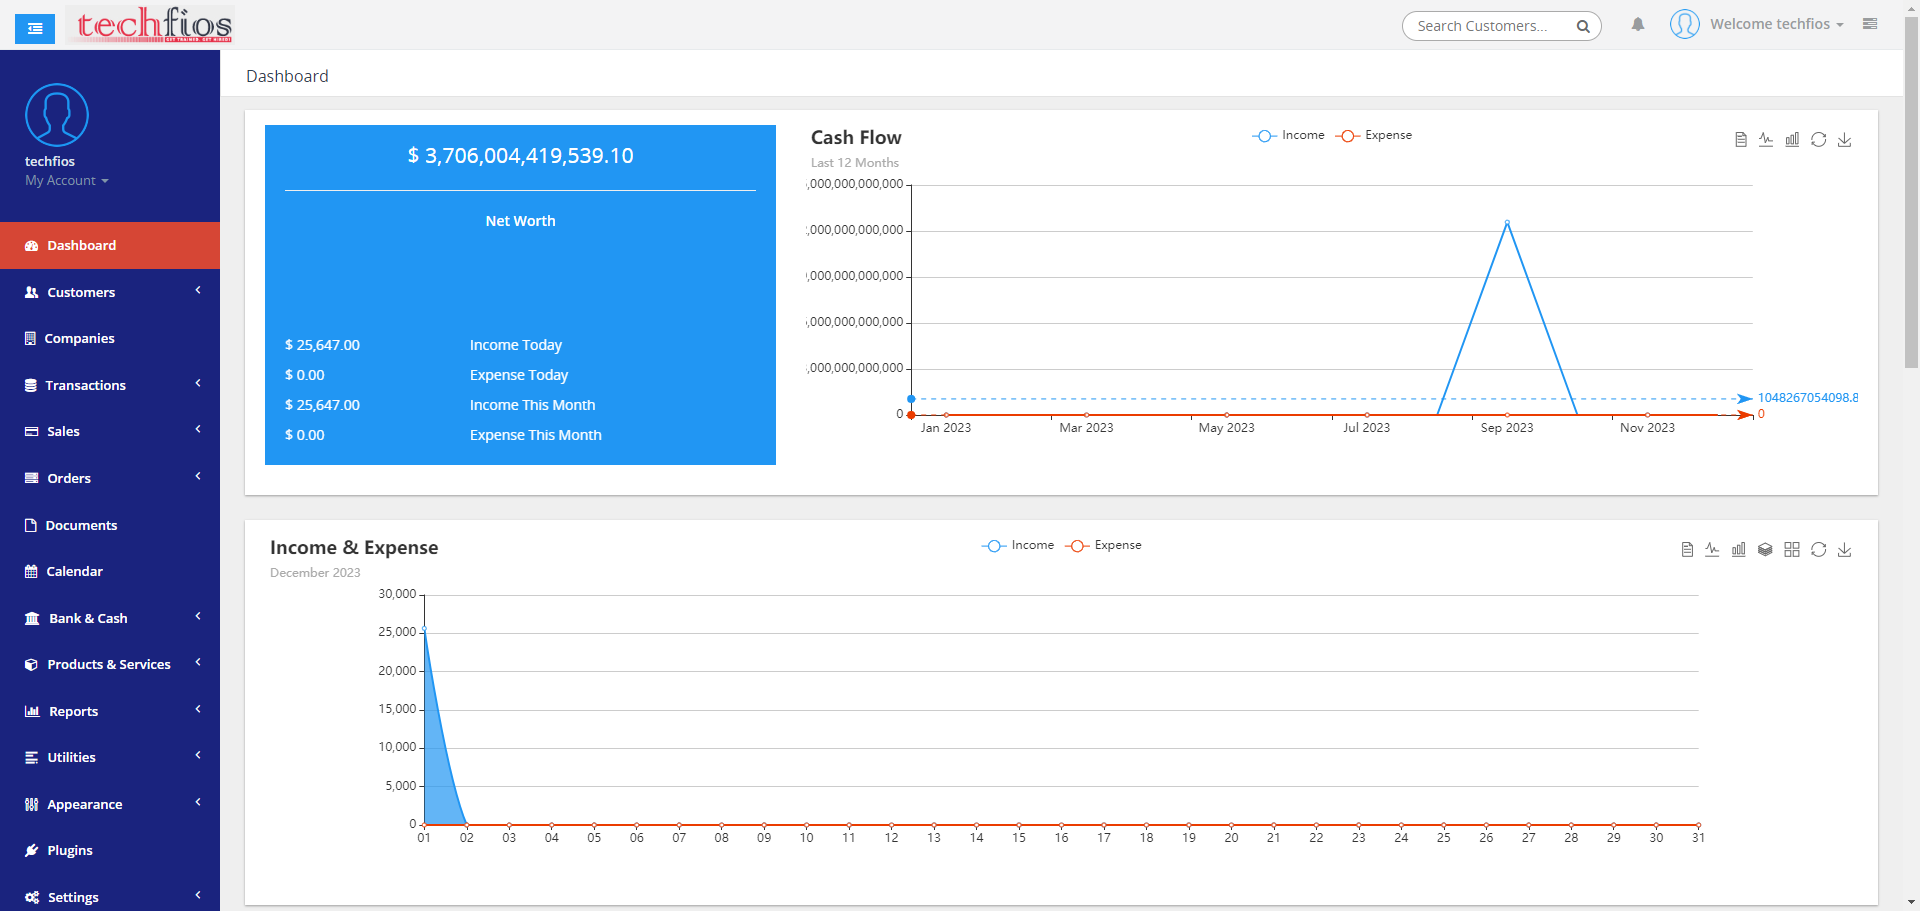 techfios
Search Customers...
Welcome techfios
techfios
My Account
Dashboard
Customers
Companies
Transactions
Sales
Orders
Documents
Calendar
Bank & Cash
Products & Services
Reports
Utilities
Appearance
Plugins
Settings
Dashboard
$ 3,706,004,419,539.10
Net Worth
$ 25,647.00 Income Today
$ 0.00 Expense Today
$ 25,647.00 Income This Month
$ 0.00 Expense This Month
Cash Flow
Last 12 Months
Income Expense
,000,000,000,000
,000,000,000,000
,000,000,000,000
,000,000,000,000
,000,000,000,000
0
1048267054098.8
0
Jan 2023 Mar 2023 May 2023 Jul 2023 Sep 2023 Nov 2023
Income & Expense
December 2023
Income Expense
30,000
25,000
20,000
15,000
10,000
5,000
0
01 02 03 04 05 06 07 08 09 10 11 12 13 14 15 16 17 18 19 20 21 22 23 24 25 26 27 28 29 30 31